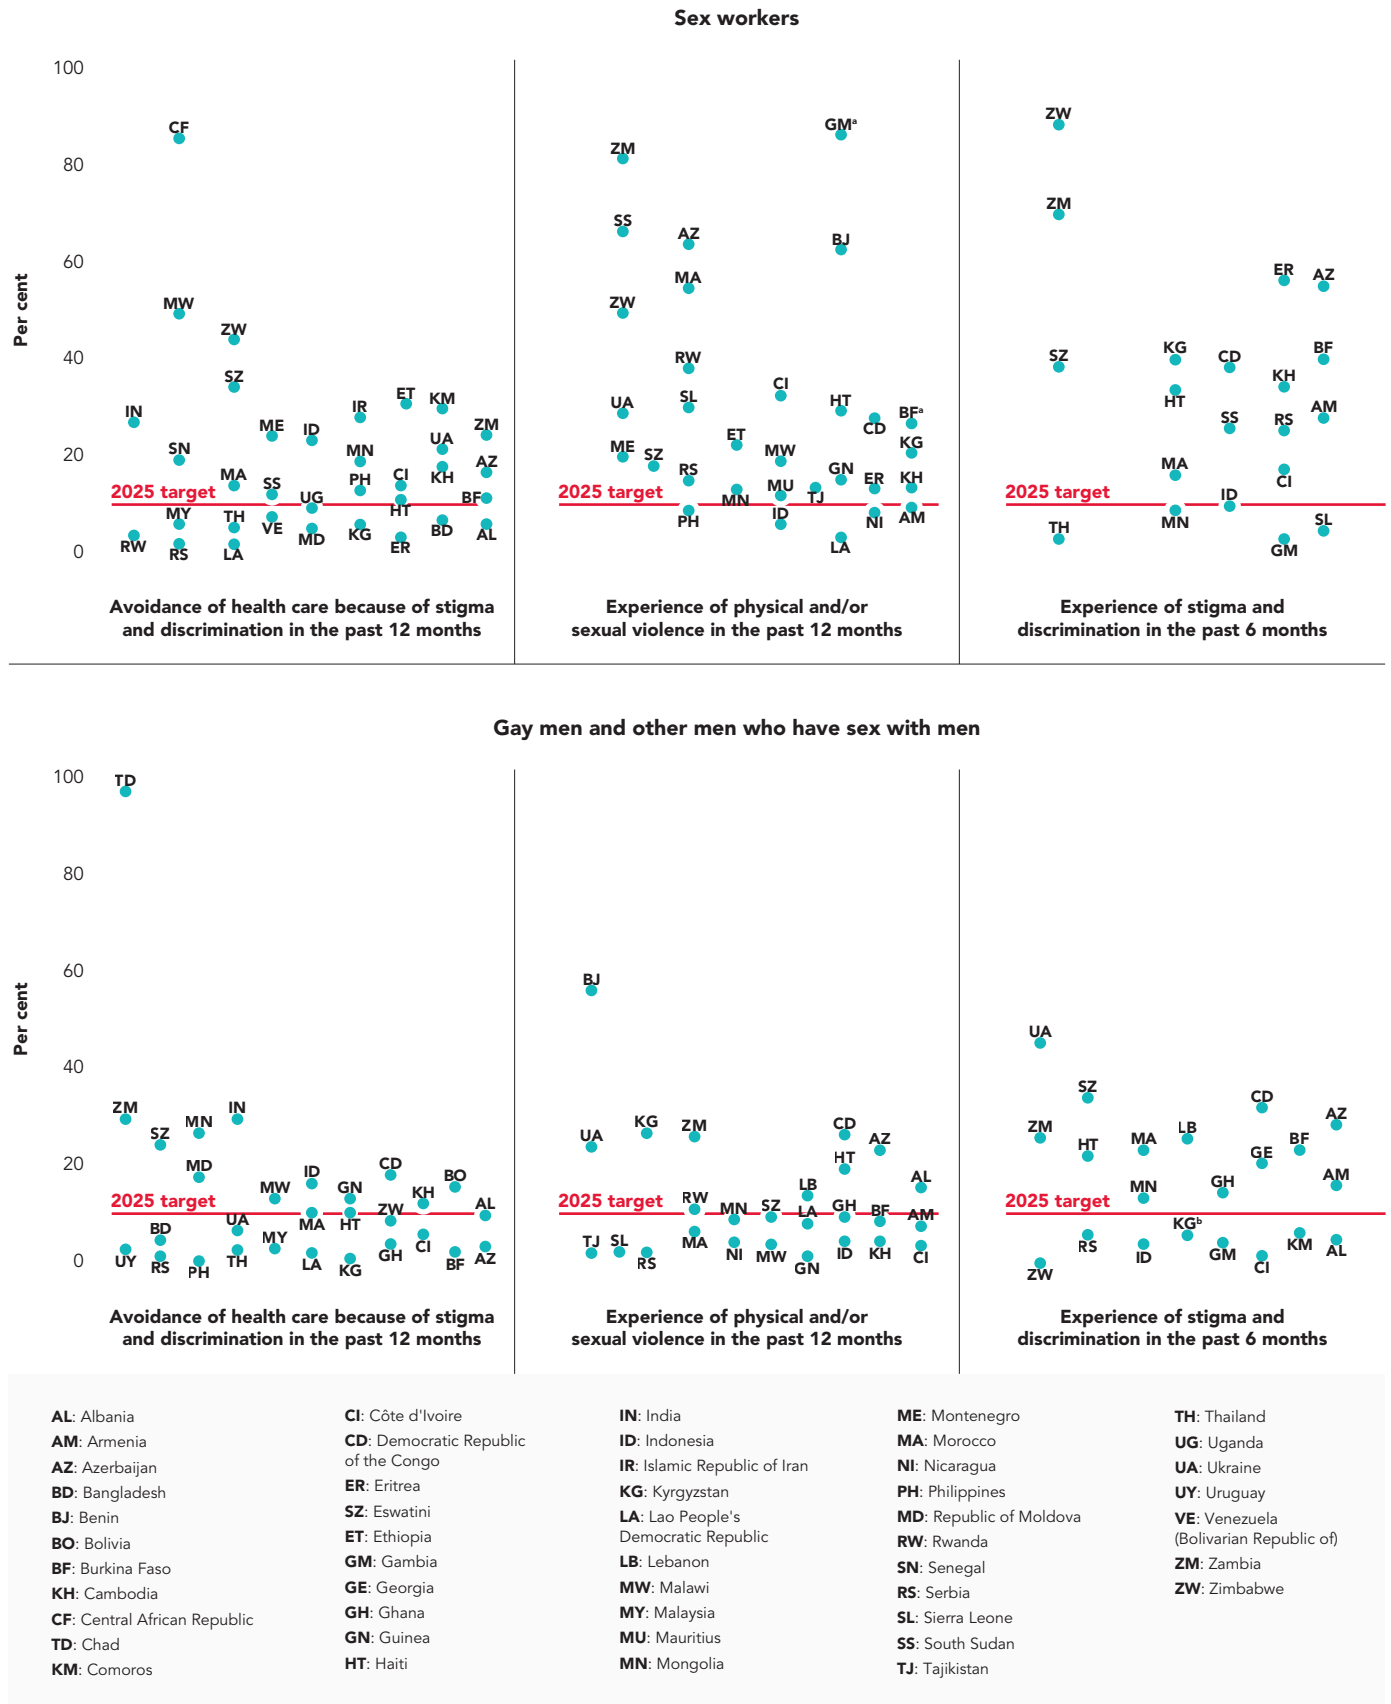 Sex workers
Per cent
100
80
60
40
20
0
CF
MW
ZW
SZ
IN
SN
MA
ME
SS
ID
UG
IR
MN
PH
ET
CI
HT
KM
UA
KH
ZM
AZ
BF
2025 target
RW
MY
RS
TH
LA
VE
MD
KG
ER
BD
AL
Avoidance of health care because of stigma
and discrimination in the past 12 months
ZM
SS
ZW
UA
ME
SZ
AZ
MA
RW
SL
RS
PH
ET
MN
CI
MW
MU
ID
TJ
GMᵃ
BJ
HT
GN
LA
CD
ER
NI
BFᵃ
KG
KH
AM
2025 target
Experience of physical and/or
sexual violence in the past 12 months
ZW
ZM
SZ
TH
KG
HT
MA
MN
CD
SS
ID
ER
KH
RS
CI
GM
AZ
BF
AM
SL
2025 target
Experience of stigma and
discrimination in the past 6 months
Gay men and other men who have sex with men
Per cent
100
80
60
40
20
0
TD
ZM
UY
SZ
BD
RS
MN
MD
PH
IN
UA
TH
MW
MY
ID
MA
LA
GN
HT
KG
CD
ZW
GH
KH
CI
BO
BF
AL
AZ
2025 target
Avoidance of health care because of stigma
and discrimination in the past 12 months
BJ
UA
TJ
SL
KG
RS
ZM
RW
MA
MN
NI
SZ
MW
LB
LA
GN
CD
HT
GH
ID
AZ
BF
KH
AL
AM
CI
2025 target
Experience of physical and/or
sexual violence in the past 12 months
UA
ZM
ZW
SZ
HT
RS
MA
MN
ID
LB
KGᵇ
GH
GM
CD
GE
CI
BF
KM
AZ
AM
AL
2025 target
Experience of stigma and
discrimination in the past 6 months
AL: Albania
AM: Armenia
AZ: Azerbaijan
BD: Bangladesh
BJ: Benin
BO: Bolivia
BF: Burkina Faso
KH: Cambodia
CF: Central African Republic
TD: Chad
KM: Comoros
CI: Côte d'Ivoire
CD: Democratic Republic
of the Congo
ER: Eritrea
SZ: Eswatini
ET: Ethiopia
GM: Gambia
GE: Georgia
GH: Ghana
GN: Guinea
HT: Haiti
IN: India
ID: Indonesia
IR: Islamic Republic of Iran
KG: Kyrgyzstan
LA: Lao People's
Democratic Republic
LB: Lebanon
MW: Malawi
MY: Malaysia
MU: Mauritius
MN: Mongolia
ME: Montenegro
MA: Morocco
NI: Nicaragua
PH: Philippines
MD: Republic of Moldova
RW: Rwanda
SN: Senegal
RS: Serbia
SL: Sierra Leone
SS: South Sudan
TJ: Tajikistan
TH: Thailand
UG: Uganda
UA: Ukraine
UY: Uruguay
VE: Venezuela
(Bolivarian Republic of)
ZM: Zambia
ZW: Zimbabwe